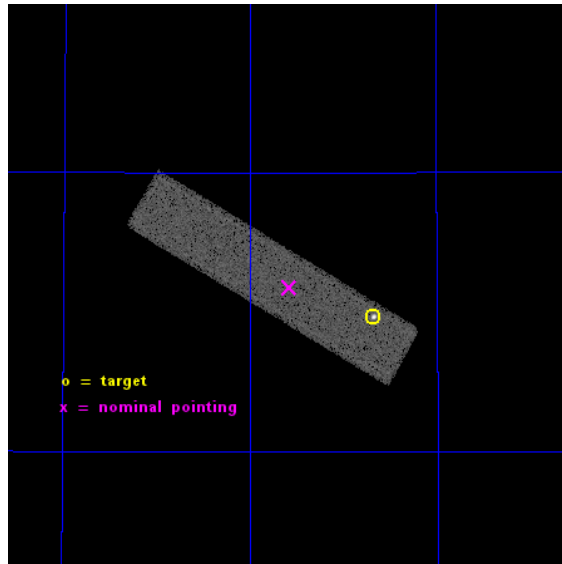 o = target
x = nominal pointing